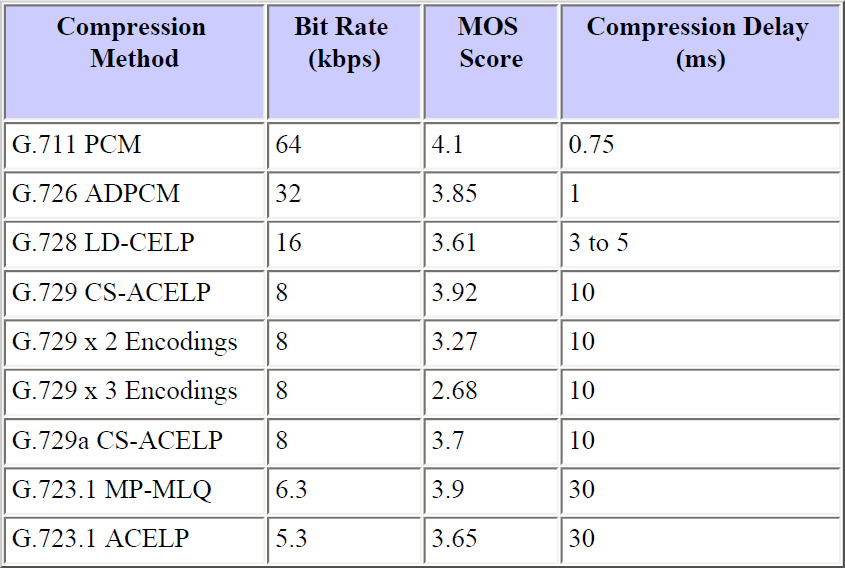 Compression Method Bit Rate (kbps) MOS Score Compression Delay (ms)
G.711 PCM 64 4.1 0.75
G.726 ADPCM 32 3.85 1
G.728 LD-CELP 16 3.61 3 to 5
G.729 CS-ACELP 8 3.92 10
G.729 x 2 Encodings 8 3.27 10
G.729 x 3 Encodings 8 2.68 10
G.729a CS-ACELP 8 3.7 10
G.723.1 MP-MLQ 6.3 3.9 30
G.723.1 ACELP 5.3 3.65 30